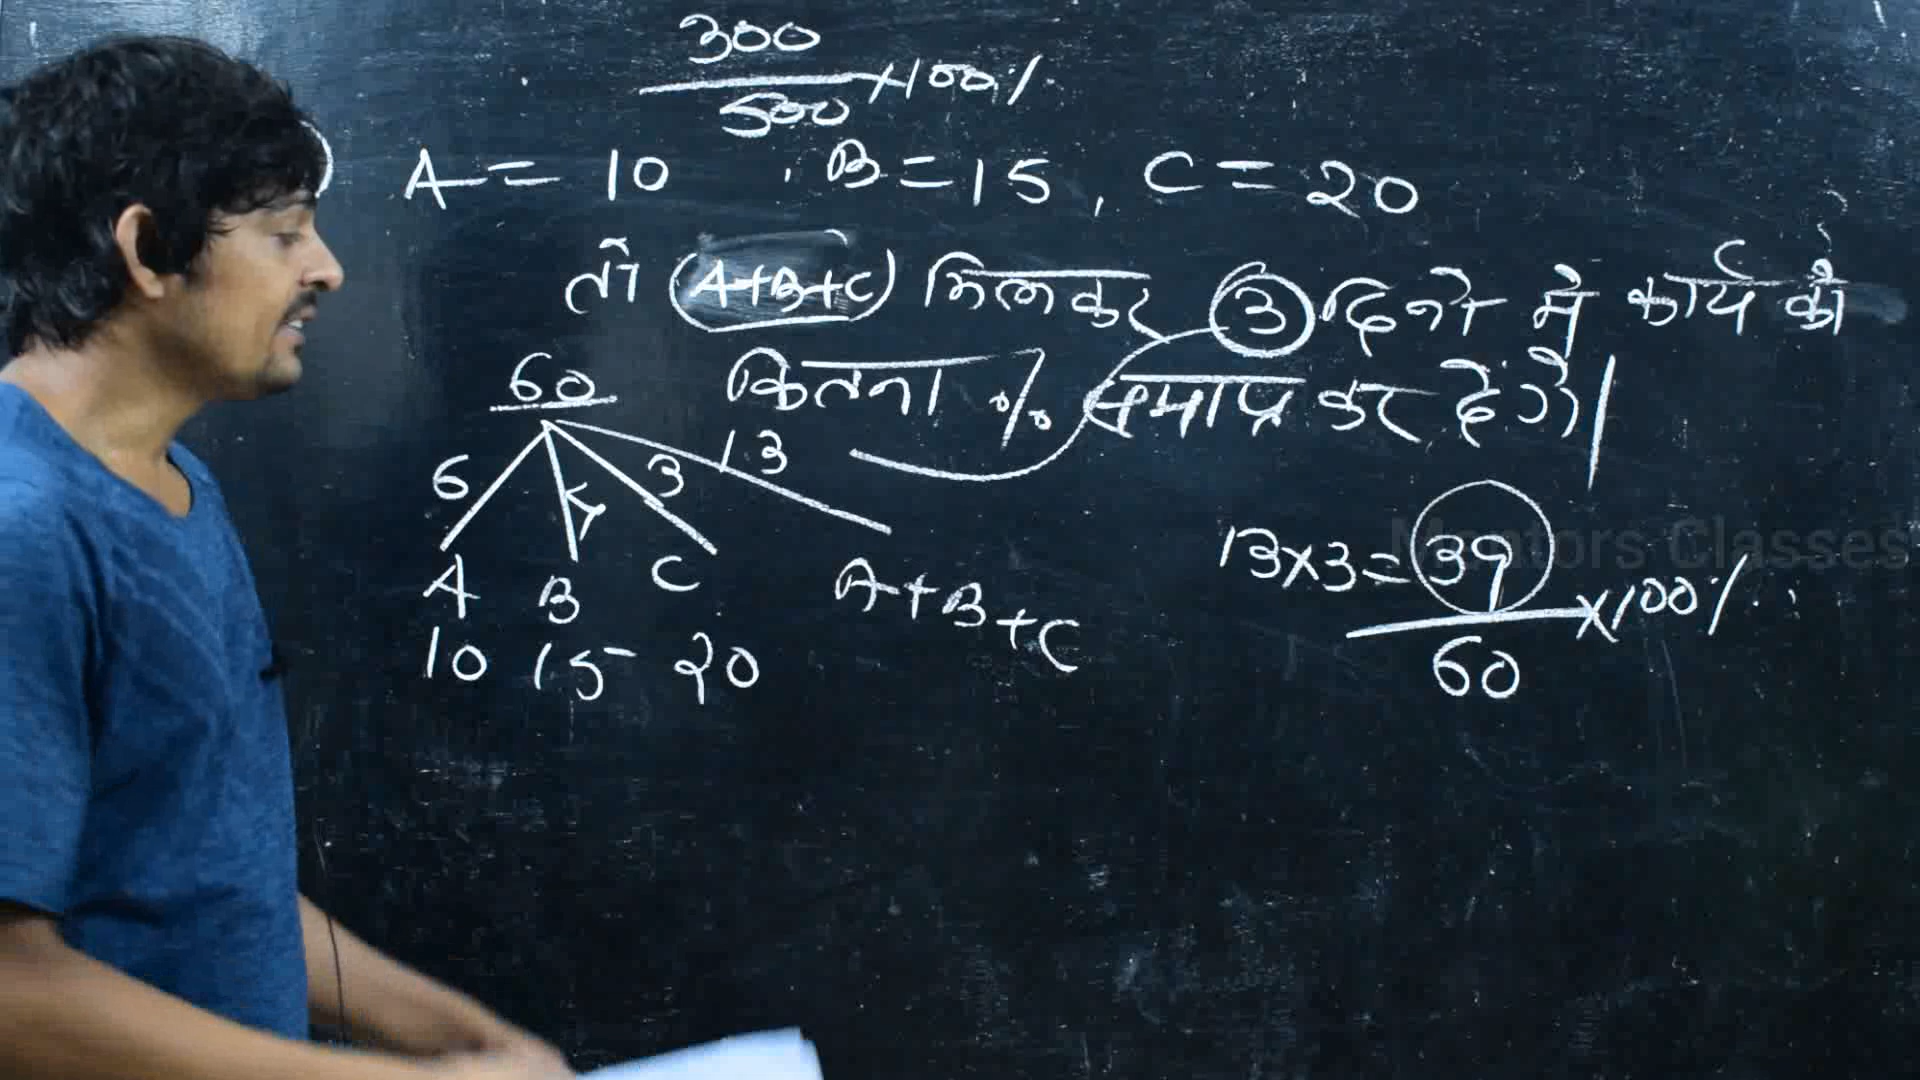 300
500 ×100%
) A = 10 , B = 15 , C = 20
तो (A+B+C) मिलकर 3 दिनो में कार्य को
कितना % समाप्त कर देंगे।
60
6 4 3 13
A B C A+B+C
10 15 20
13×3=39
60 ×100%
Mentors Classes